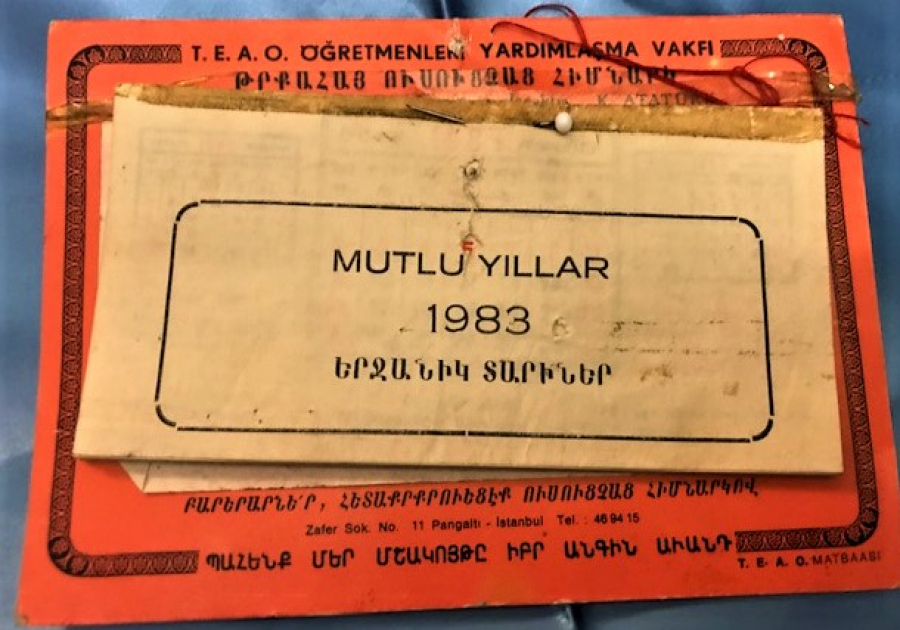 T. E. A. O. ÖĞRETMENLERİ YARDIMLAŞMA VAKFI
ԹՐՔԱՀԱՅ ՈՒՍՈՒՑՉԱՑ ՀԻՄՆԱՐԿ
K. ATATÜRK
MUTLU YILLAR
1983
ԵՐՋԱՆԻԿ ՏԱՐԻՆԵՐ
ԲԱՐԵՐԱՐՆԵ՛Ր, ՀԵՏԱՔՐՔՐՈՒԵՑԷՔ ՈՒՍՈՒՑՉԱՑ ՀԻՄՆԱՐԿՈՎ
Zafer Sok. No. 11 Pangaltı - İstanbul Tel. : 46 94 15
ՊԱՀԵՆՔ ՄԵՐ ՄՇԱԿՈՅԹԸ ԻԲՐ ԱՆԳԻՆ ԱՒԱՆԴ
T. E. A. O. MATBAASI